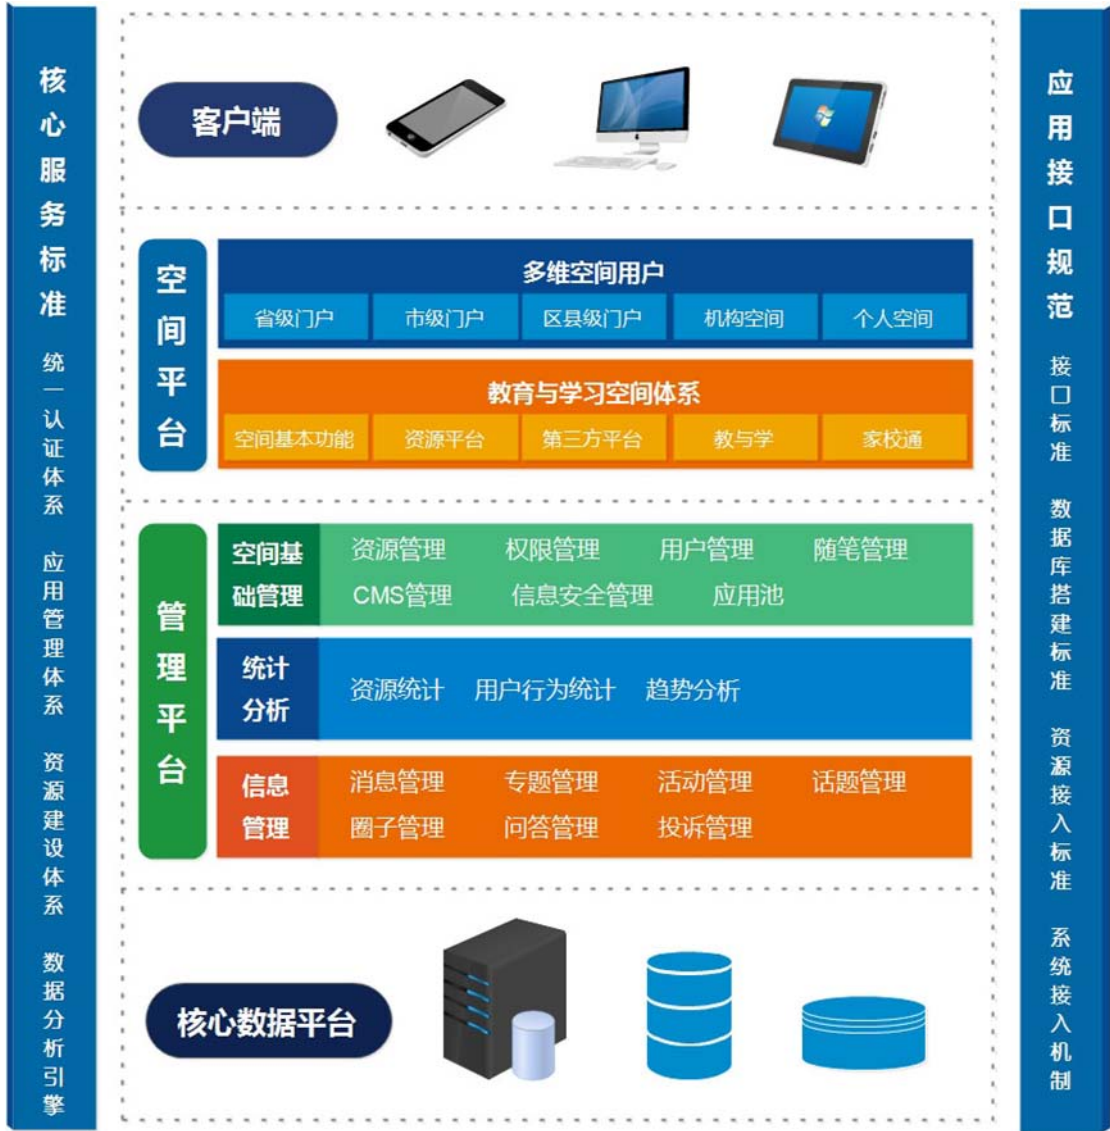 核心服务标准 统一认证体系 应用管理体系 资源建设体系 数据分析引擎
客户端
空间平台
多维空间用户
省级门户 市级门户 区县级门户 机构空间 个人空间
教育与学习空间体系
空间基本功能 资源平台 第三方平台 教与学 家校通
管理平台
空间基
础管理
资源管理 权限管理 用户管理 随笔管理
CMS管理 信息安全管理 应用池
统计
分析
资源统计 用户行为统计 趋势分析
信息
管理
消息管理 专题管理 活动管理 话题管理
圈子管理 问答管理 投诉管理
核心数据平台
应用接口规范 接口标准 数据库搭建标准 资源接入标准 系统接入机制